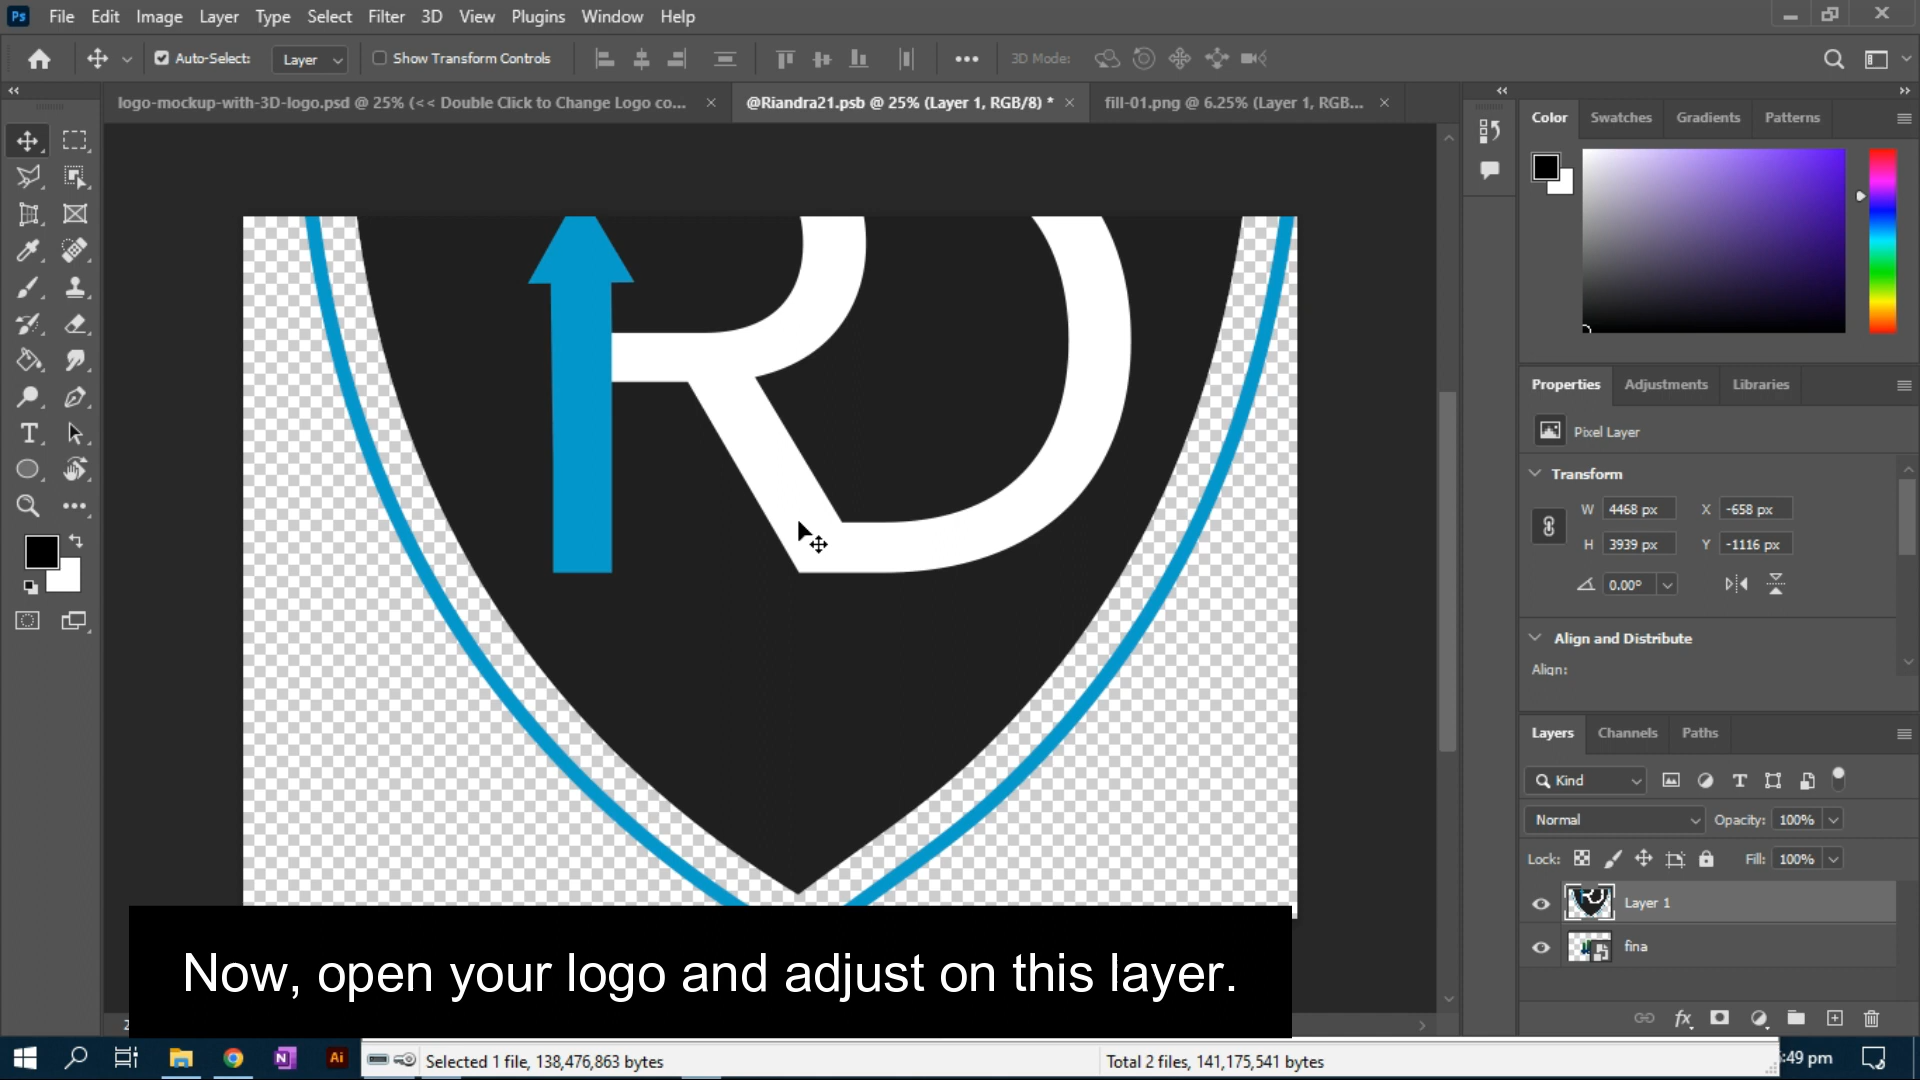 Ps File Edit Image Layer Type Select Filter 3D View Plugins Window Help
Auto-Select: Layer Show Transform Controls 3D Mode:
logo-mockup-with-3D-logo.psd @ 25% (<< Double Click to Change Logo co... @Riandra21.psb @ 25% (Layer 1, RGB/8) * fill-01.png @ 6.25% (Layer 1, RGB...
Color Swatches Gradients Patterns
Properties Adjustments Libraries
Pixel Layer
Transform
W 4468 px X -658 px
H 3939 px Y -1116 px
0.00°
Align and Distribute
Align:
Layers Channels Paths
Kind
Normal Opacity: 100%
Lock: Fill: 100%
Layer 1
fina
RD
Now, open your logo and adjust on this layer.
Ai Selected 1 file, 138,476,863 bytes Total 2 files, 141,175,541 bytes :49 pm